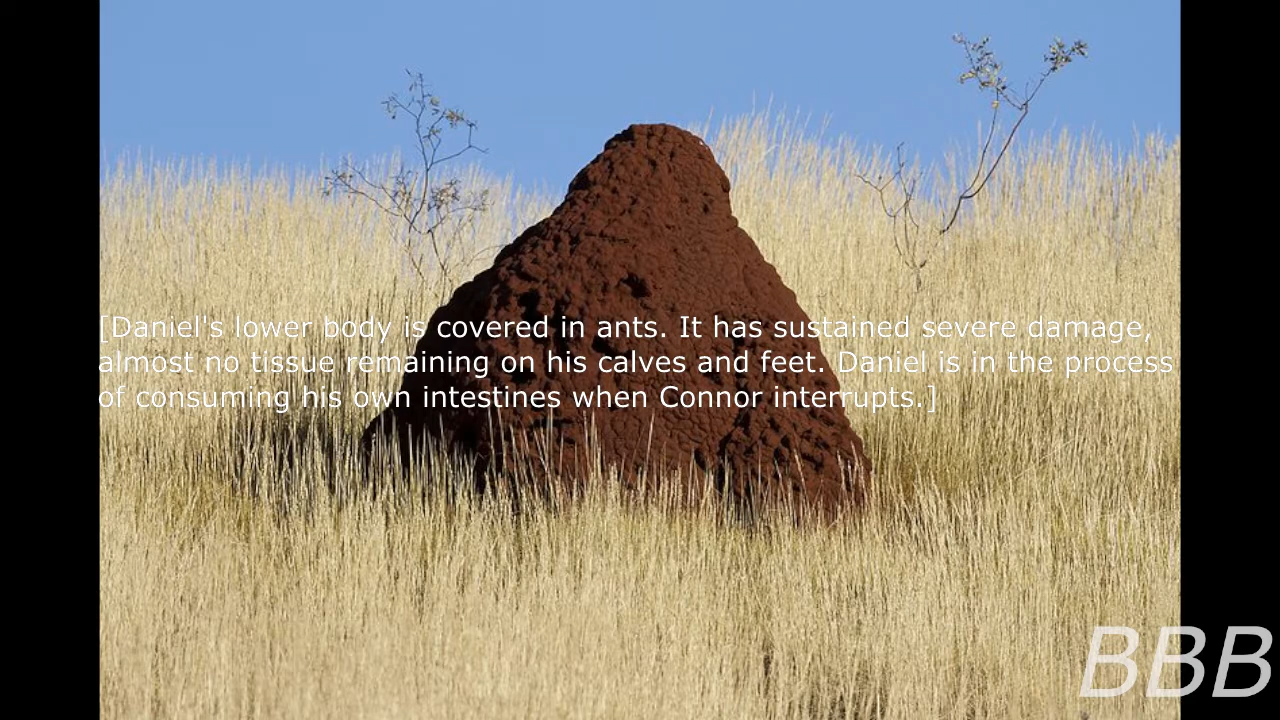 [Daniel's lower body is covered in ants. It has sustained severe damage,
almost no tissue remaining on his calves and feet. Daniel is in the process
of consuming his own intestines when Connor interrupts.]
BBB